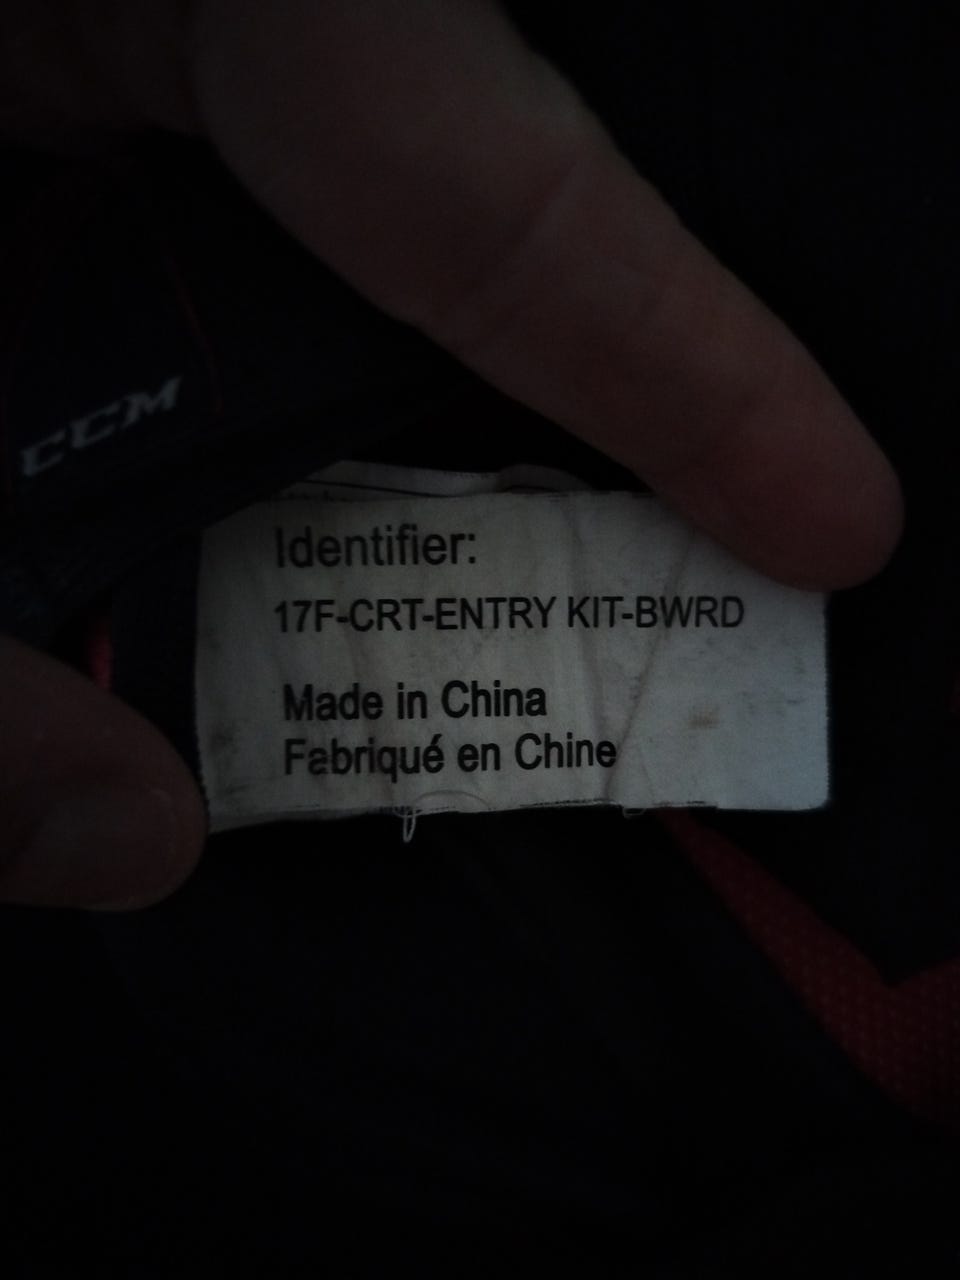 CCM
Identifier:
17F-CRT-ENTRY KIT-BWRD
Made in China
Fabriqué en Chine